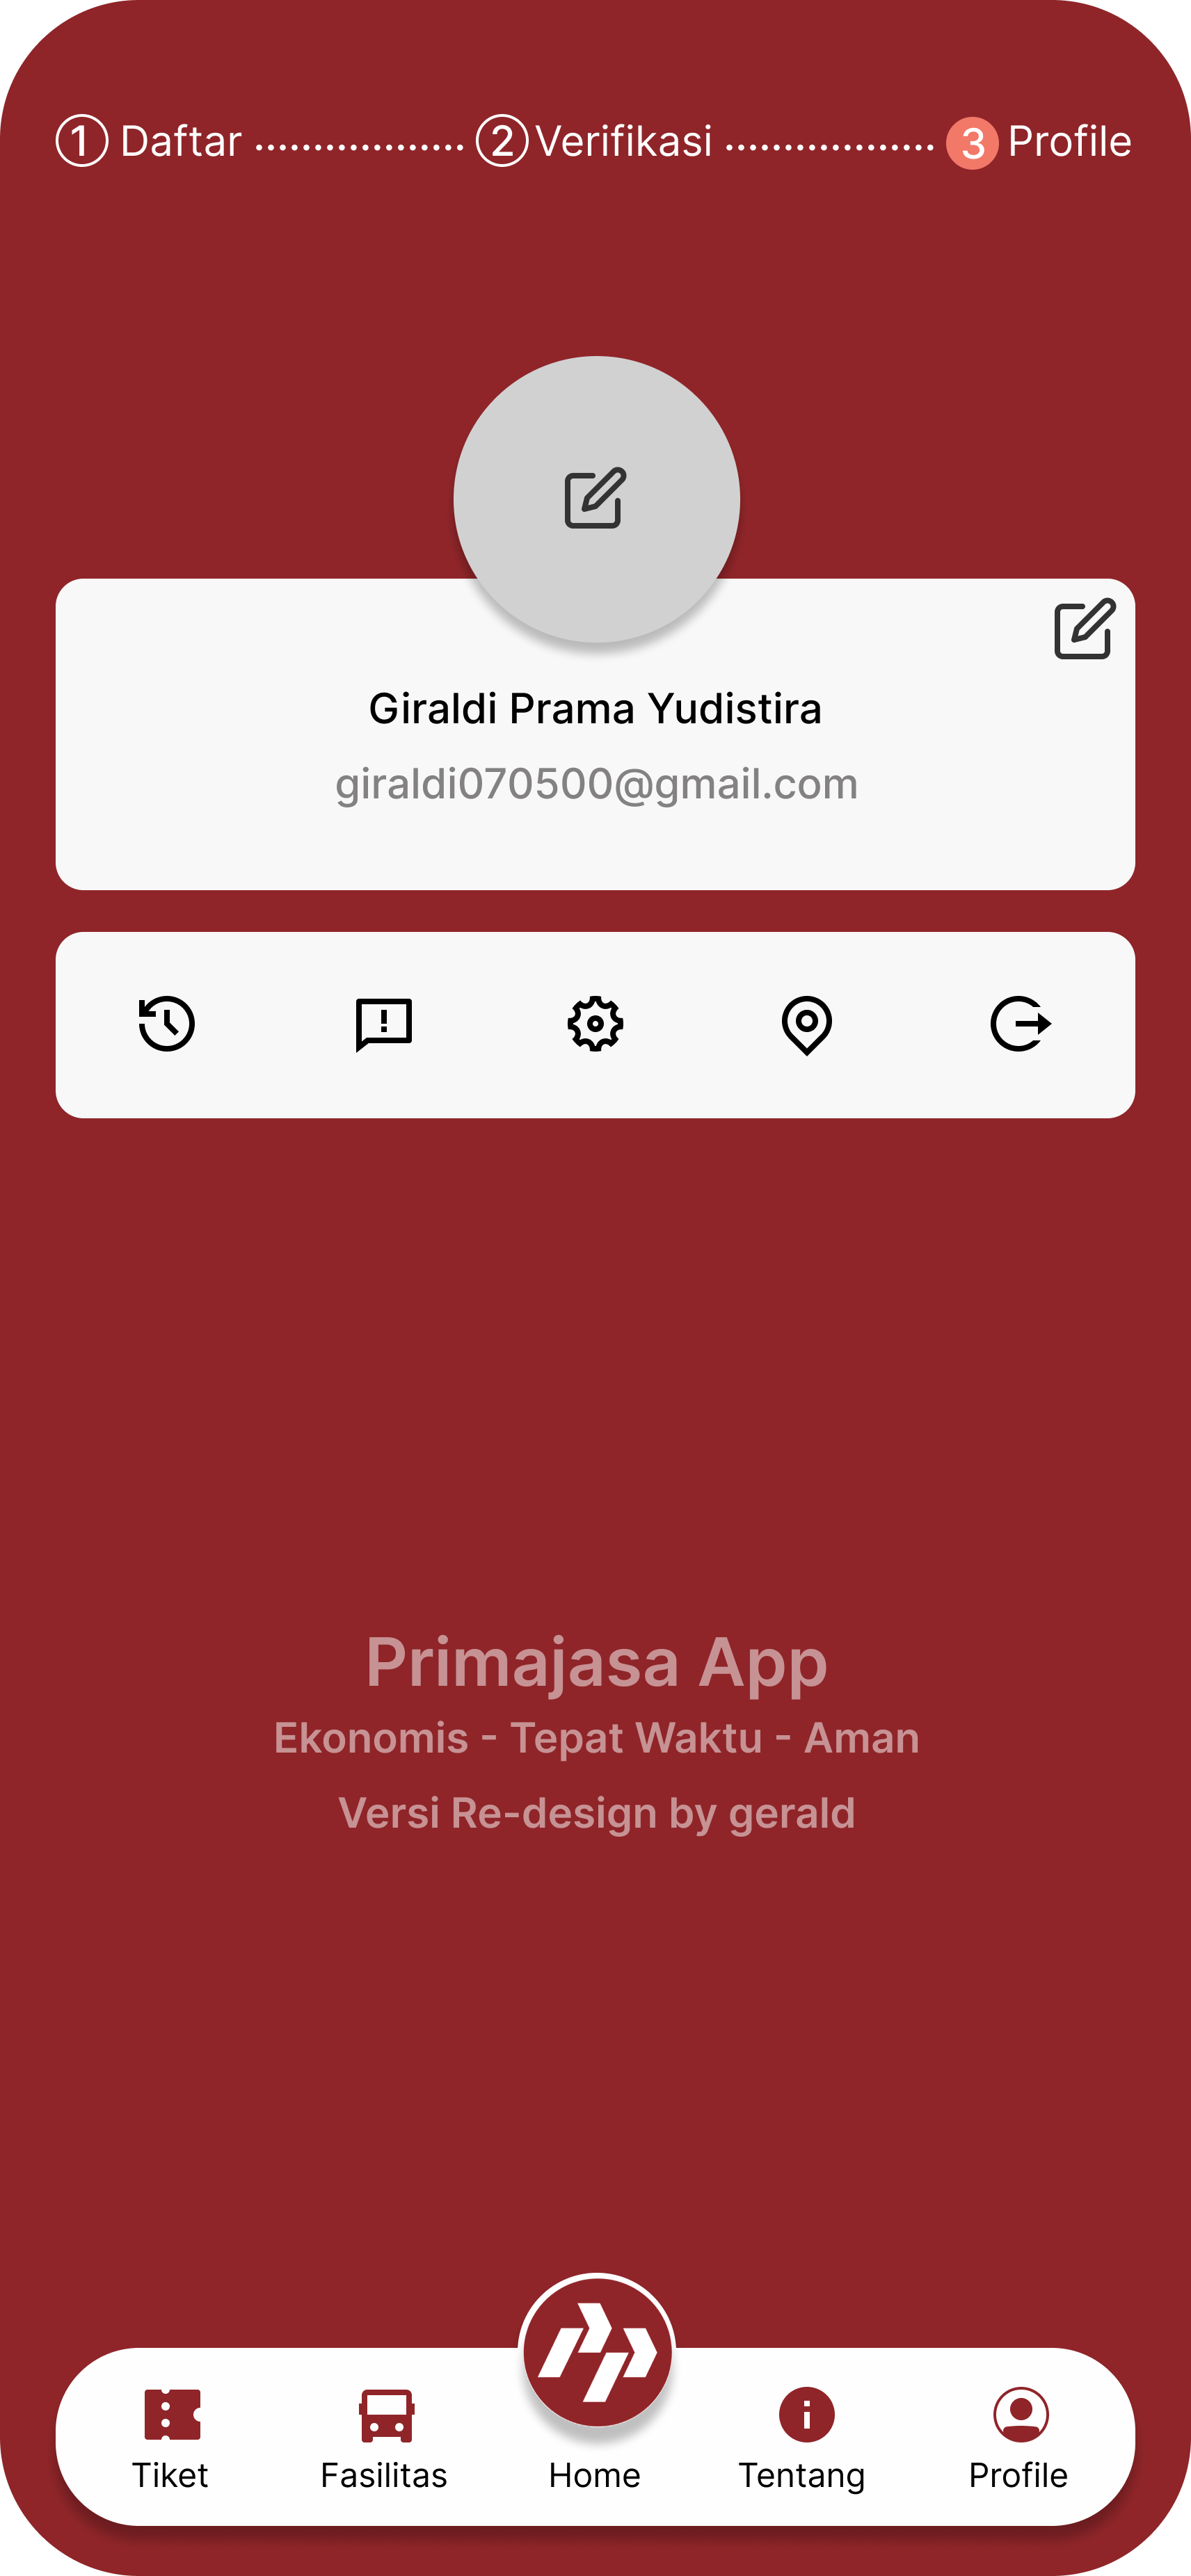 1 Daftar .................. 2 Verifikasi .................. 3 Profile
Giraldi Prama Yudistira
giraldi070500@gmail.com
Primajasa App
Ekonomis - Tepat Waktu - Aman
Versi Re-design by gerald
Tiket Fasilitas Home Tentang Profile